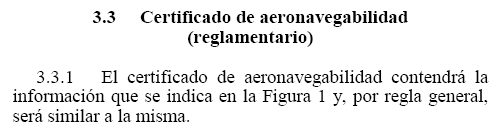 3.3 Certificado de aeronavegabilidad
(reglamentario)
3.3.1 El certificado de aeronavegabilidad contendrá la
información que se indica en la Figura 1 y, por regla general,
será similar a la misma.